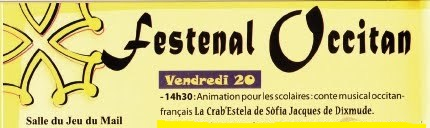 Festenal Occitan
Vendredi 20
- 14h30 : Animation pour les scolaires : conte musical occitan-
français La Crab'Estela de Sòfia Jacques de Dixmude.
Salle du Jeu du Mail